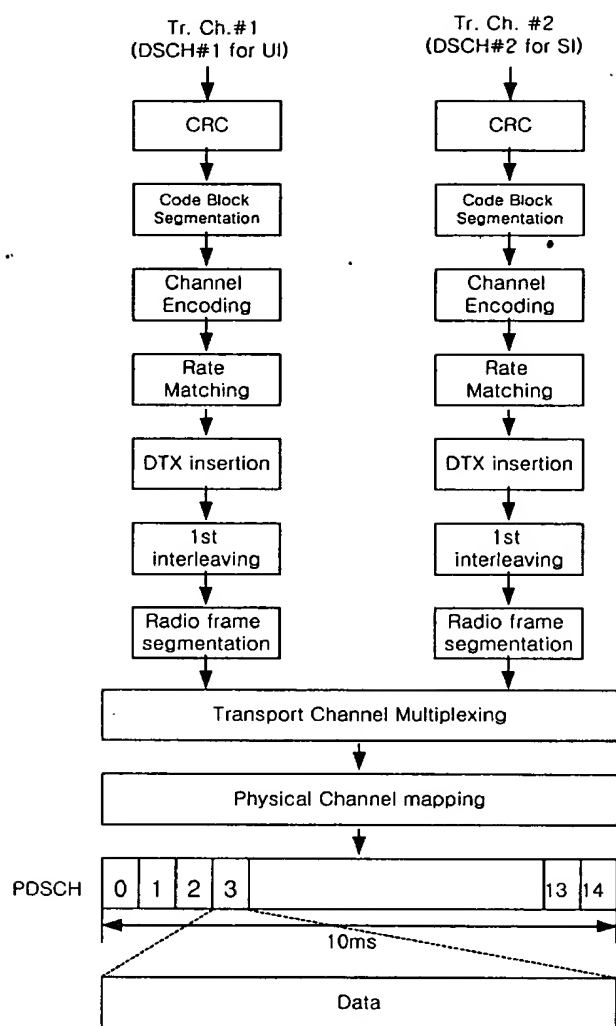 Tr. Ch.#1
(DSCH#1 for UI)
Tr. Ch. #2
(DSCH#2 for SI)
CRC
CRC
Code Block
Segmentation
Code Block
Segmentation
Channel
Encoding
Channel
Encoding
Rate
Matching
Rate
Matching
DTX insertion
DTX insertion
1st
interleaving
1st
interleaving
Radio frame
segmentation
Radio frame
segmentation
Transport Channel Multiplexing
Physical Channel mapping
PDSCH 0 1 2 3 13 14
10ms
Data